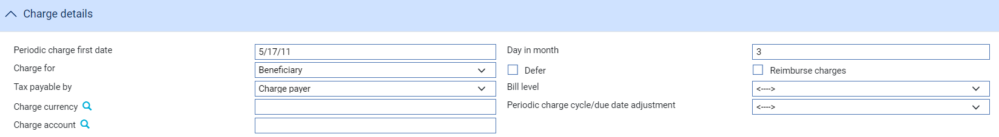 Charge details
Periodic charge first date 5/17/11 Day in month 3
Charge for Beneficiary Defer Reimburse charges
Tax payable by Charge payer Bill level <---->
Charge currency Periodic charge cycle/due date adjustment <---->
Charge account